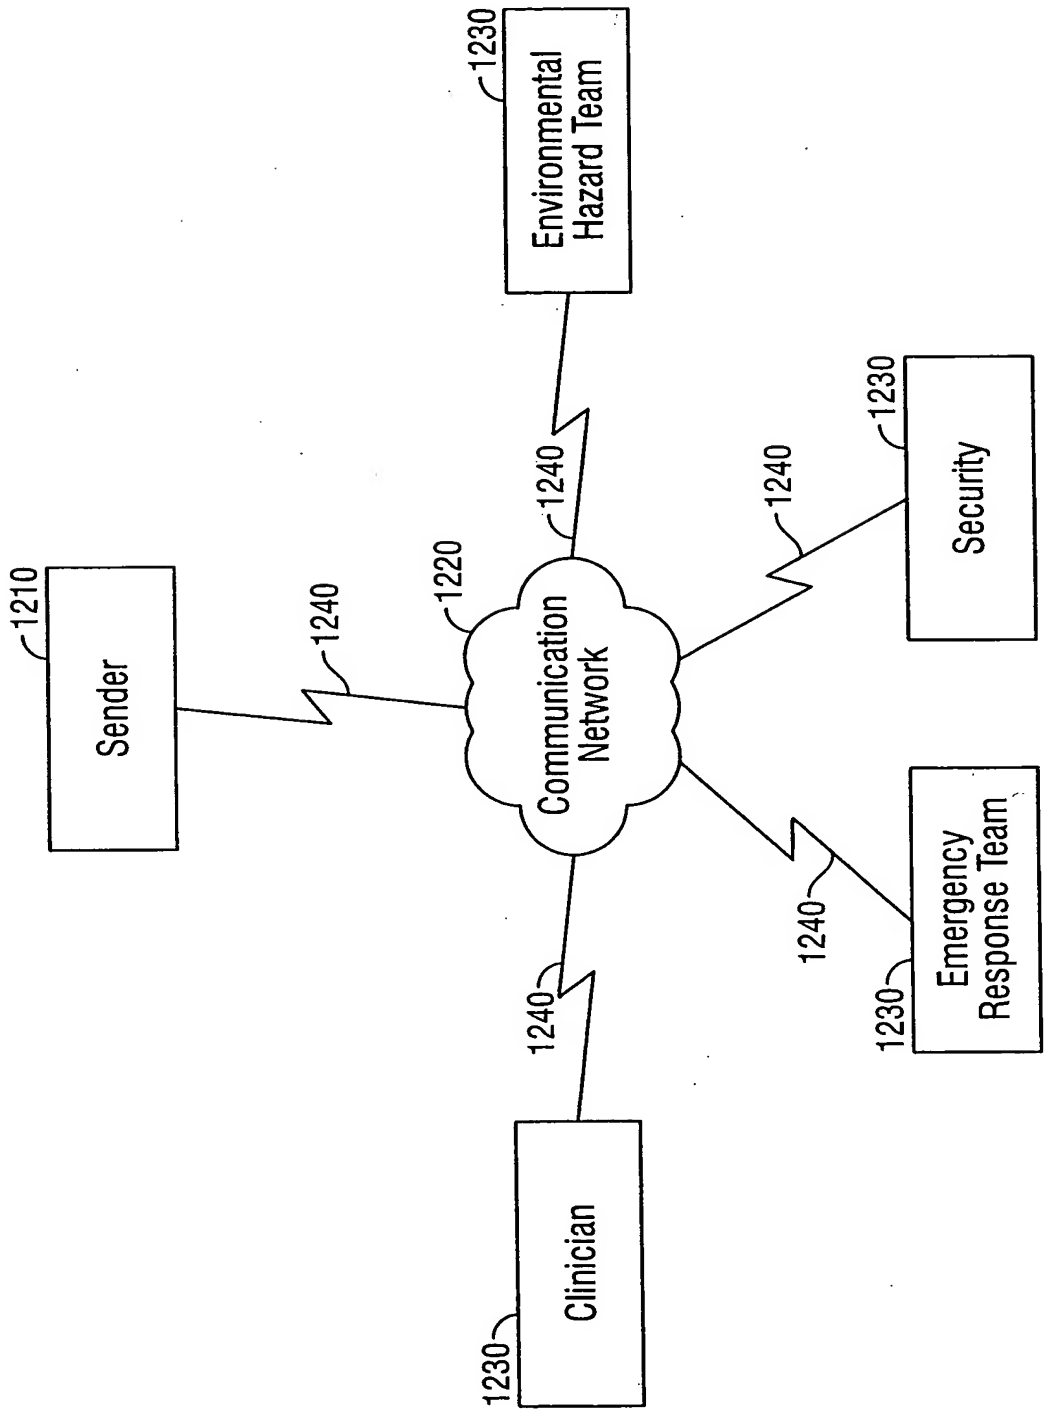 1210
Sender
1240
1220
Communication
Network
1240
1230
Clinician
1240
1230
Environmental
Hazard Team
1240
1230
Emergency
Response Team
1240
1230
Security